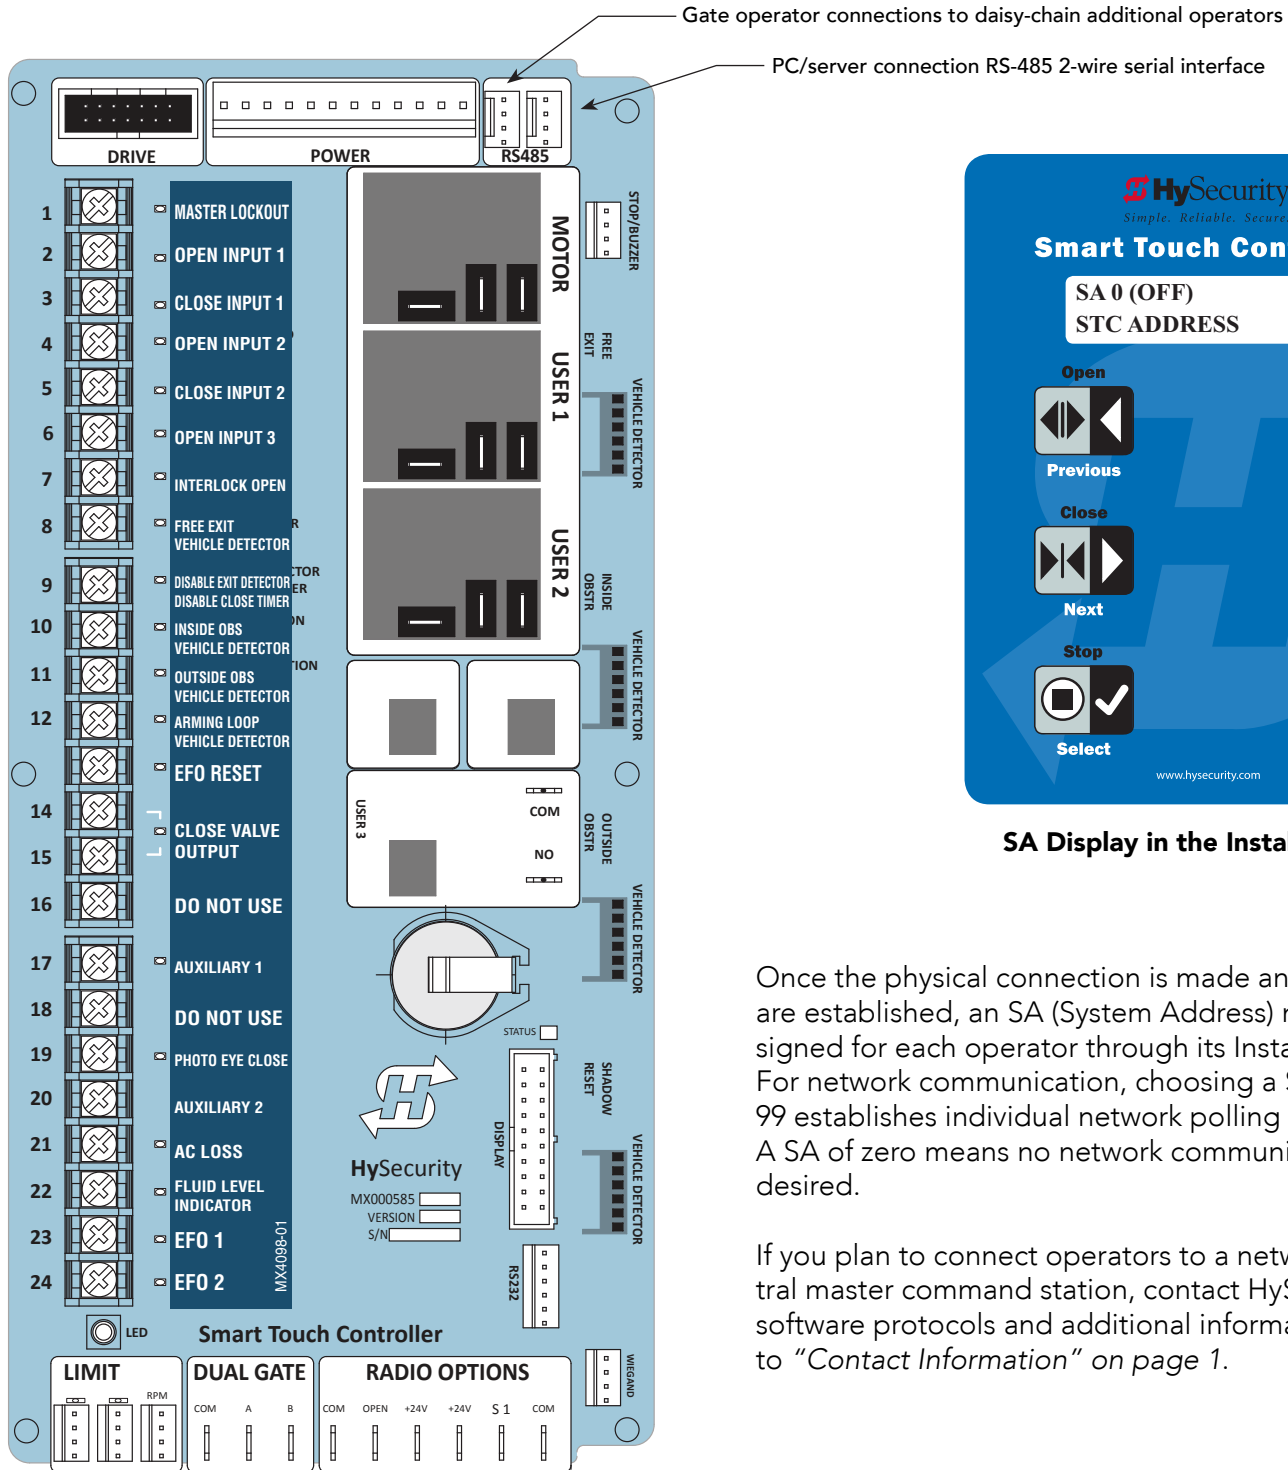 Gate operator connections to daisy-chain additional operators
PC/server connection RS-485 2-wire serial interface
DRIVE
POWER
RS485
1 MASTER LOCKOUT
2 OPEN INPUT 1
3 CLOSE INPUT 1
4 OPEN INPUT 2
5 CLOSE INPUT 2
6 OPEN INPUT 3
7 INTERLOCK OPEN
8 FREE EXIT
VEHICLE DETECTOR
R
9 DISABLE EXIT DETECTOR
DISABLE CLOSE TIMER
CTOR
ER
10 INSIDE OBS
VEHICLE DETECTOR
ON
11 OUTSIDE OBS
VEHICLE DETECTOR
TION
12 ARMING LOOP
VEHICLE DETECTOR
EFO RESET
14
CLOSE VALVE
15 OUTPUT
16 DO NOT USE
17 AUXILIARY 1
18 DO NOT USE
19 PHOTO EYE CLOSE
20 AUXILIARY 2
21 AC LOSS
22 FLUID LEVEL
INDICATOR
23 EFO 1
24 EFO 2
MX4098-01
MOTOR
USER 1
USER 2
USER 3
COM
NO
STOP/BUZZER
FREE
EXIT
VEHICLE DETECTOR
INSIDE
OBSTR
VEHICLE DETECTOR
OUTSIDE
OBSTR
VEHICLE DETECTOR
STATUS
SHADOW
RESET
VEHICLE DETECTOR
DISPLAY
HySecurity
MX000585
VERSION
S/N
RS232
WIEGAND
LED
Smart Touch Controller
LIMIT
RPM
DUAL GATE
COM A B
RADIO OPTIONS
COM OPEN +24V +24V S 1 COM
HySecurity
Simple. Reliable. Secure.
Smart Touch Con
SA 0 (OFF)
STC ADDRESS
Open
Previous
Close
Next
Stop
Select
www.hysecurity.com
SA Display in the Insta
Once the physical connection is made an
are established, an SA (System Address)
signed for each operator through its Insta
For network communication, choosing a
99 establishes individual network polling
A SA of zero means no network communi
desired.
If you plan to connect operators to a netw
tral master command station, contact HyS
software protocols and additional informa
to “Contact Information” on page 1.